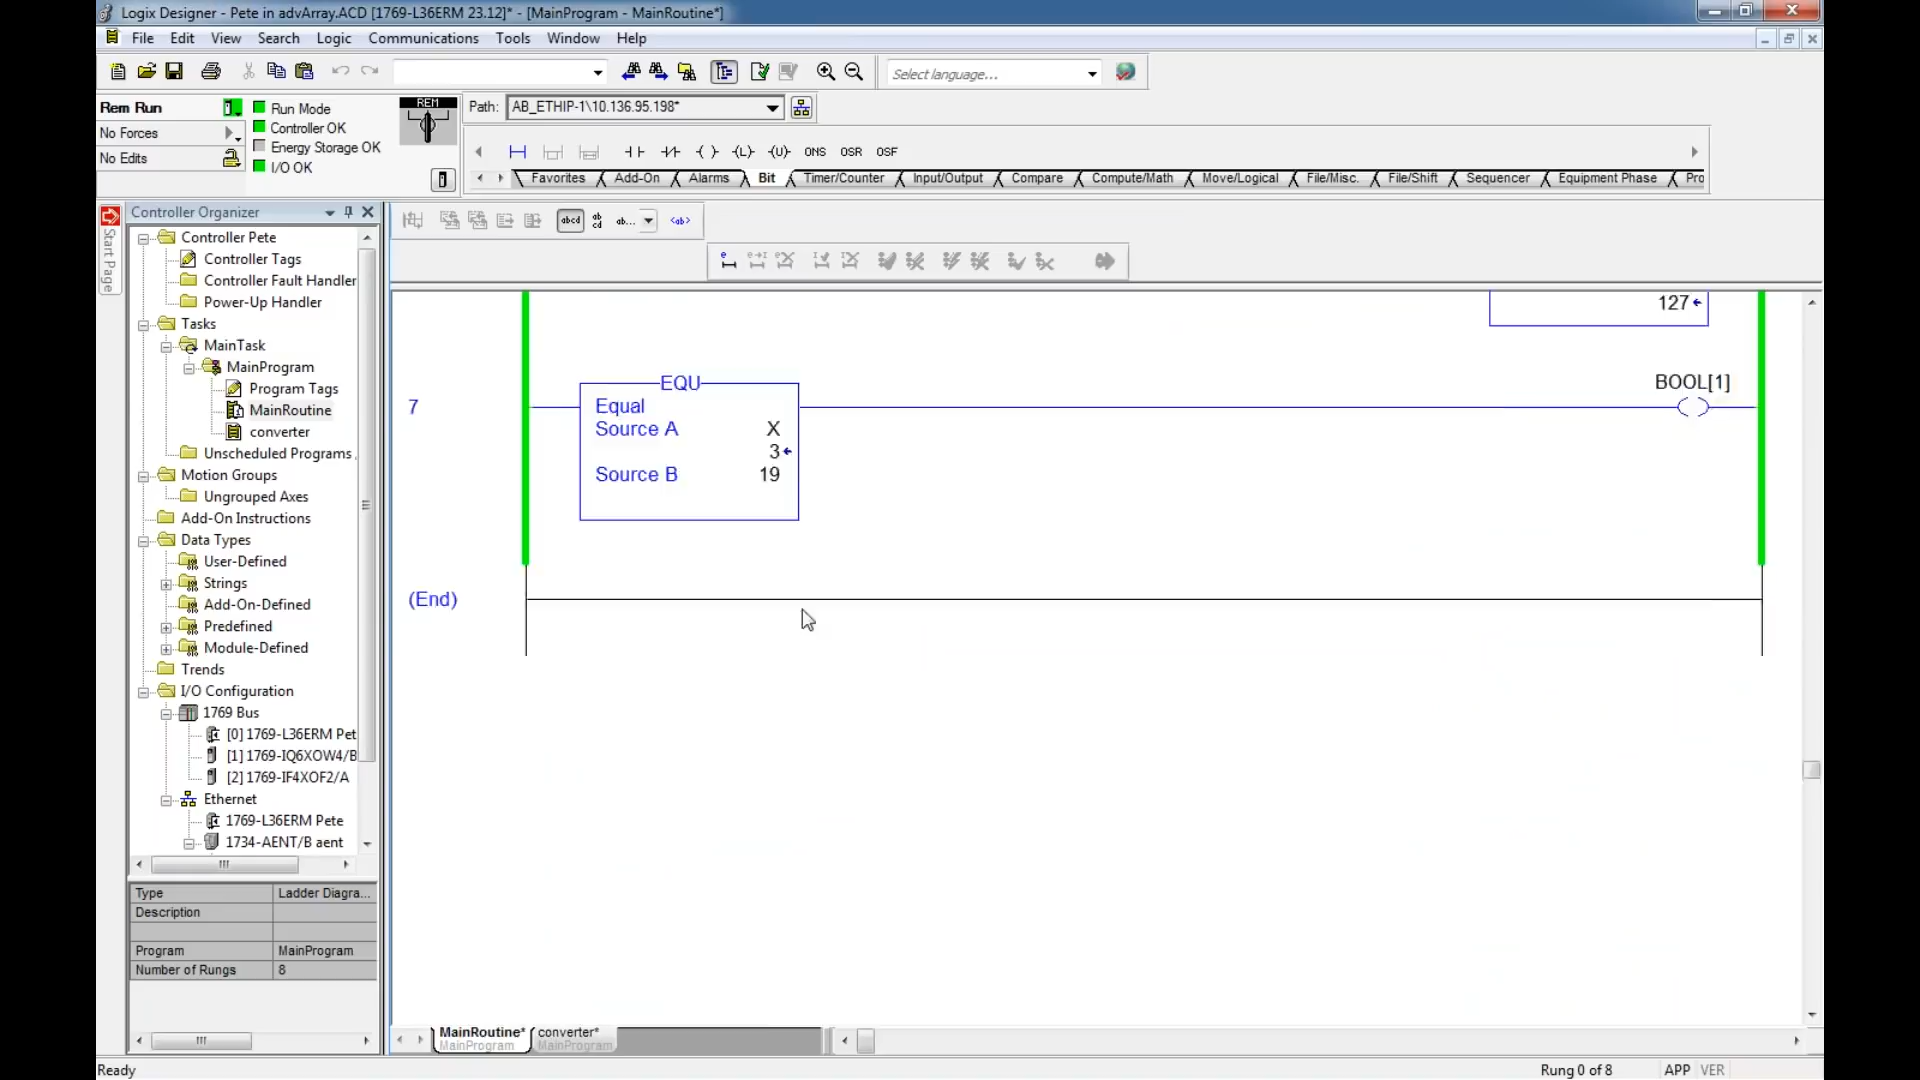 Logix Designer - Pete in advArray.ACD [1769-L36ERM 23.12]* - [MainProgram - MainRoutine*]
File Edit View Search Logic Communications Tools Window Help
Select language...
Rem Run
No Forces
No Edits
Run Mode
Controller OK
Energy Storage OK
I/O OK
REM
Path: AB_ETHIP-1\10.136.95.198*
(L) (U) ONS OSR OSF
Favorites Add-On Alarms Bit Timer/Counter Input/Output Compare Compute/Math Move/Logical File/Misc. File/Shift Sequencer Equipment Phase Pro
Start Page
Controller Organizer
abcd ab cd ab... <ab>
Controller Pete
Controller Tags
Controller Fault Handler
Power-Up Handler
Tasks
MainTask
MainProgram
Program Tags
MainRoutine
converter
Unscheduled Programs
Motion Groups
Ungrouped Axes
Add-On Instructions
Data Types
User-Defined
Strings
Add-On-Defined
Predefined
Module-Defined
Trends
I/O Configuration
1769 Bus
[0] 1769-L36ERM Pet
[1] 1769-IQ6XOW4/B
[2] 1769-IF4XOF2/A
Ethernet
1769-L36ERM Pete
1734-AENT/B aent
Type Ladder Diagra...
Description
Program MainProgram
Number of Rungs 8
127
7
EQU
Equal
Source A X
3
Source B 19
BOOL[1]
(End)
MainRoutine* converter*
MainProgram MainProgram
Ready
Rung 0 of 8 APP VER